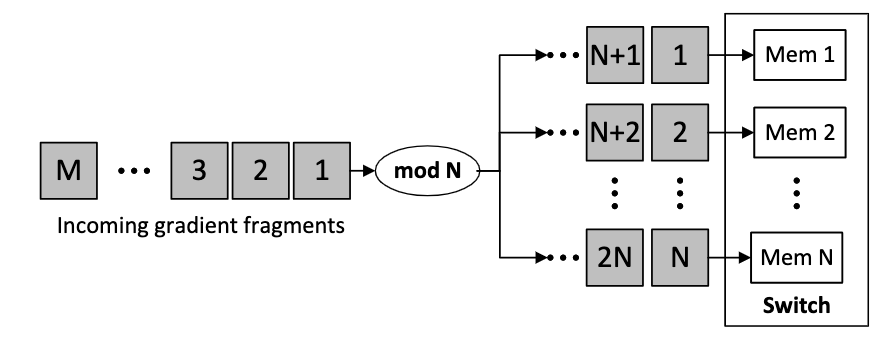 N+1 1 Mem 1
N+2 2 Mem 2
M ••• 3 2 1 mod N
Incoming gradient fragments
2N N Mem N
Switch